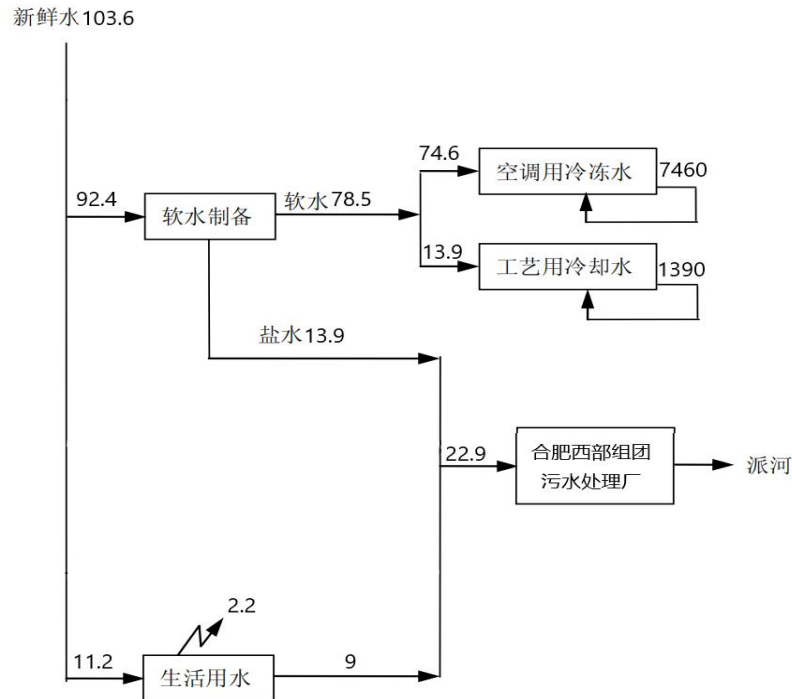 新鲜水103.6
74.6
空调用冷冻水
7460
92.4
软水制备
软水78.5
13.9
工艺用冷却水
1390
盐水13.9
22.9
合肥西部组团
污水处理厂
派河
2.2
11.2
生活用水
9